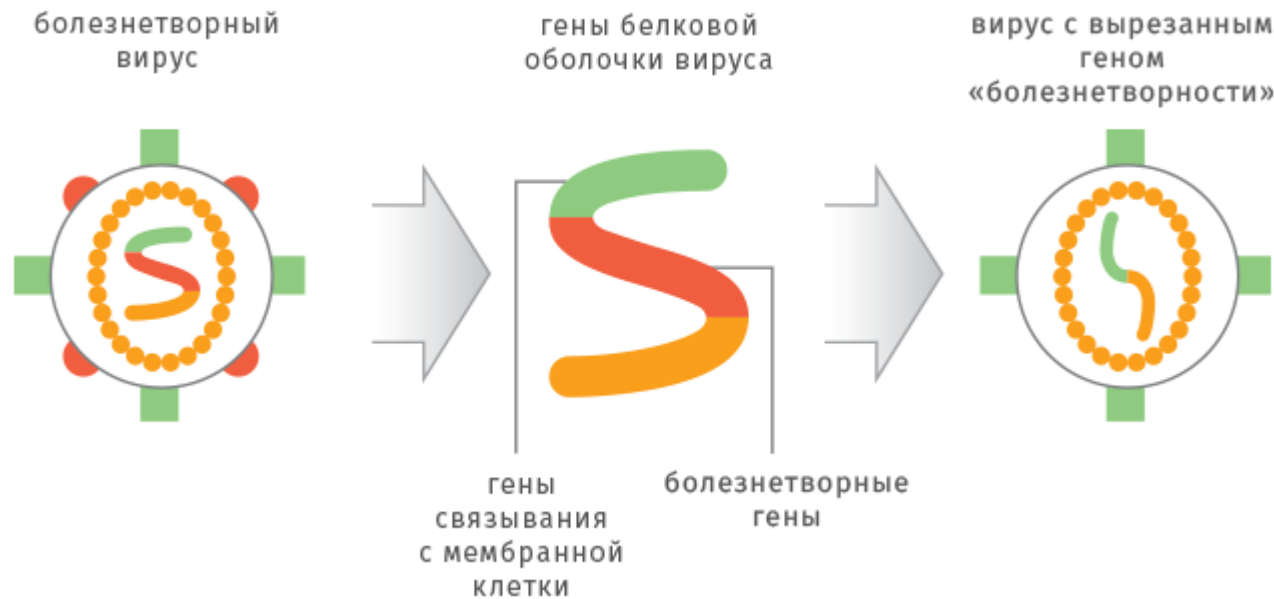 болезнетворный
вирус
гены белковой
оболочки вируса
вирус с вырезанным
геном
«болезнетворности»
гены
связывания
с мембранной
клетки
болезнетворные
гены